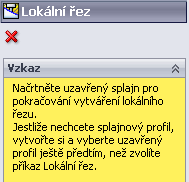 Lokální řez
Vzkaz
Načrtněte uzavřený splajn pro
pokračování vytváření lokálního
řezu.
Jestliže nechcete splajnový profil,
vytvořte si a vyberte uzavřený
profil ještě předtím, než zvolíte
příkaz Lokální řez.